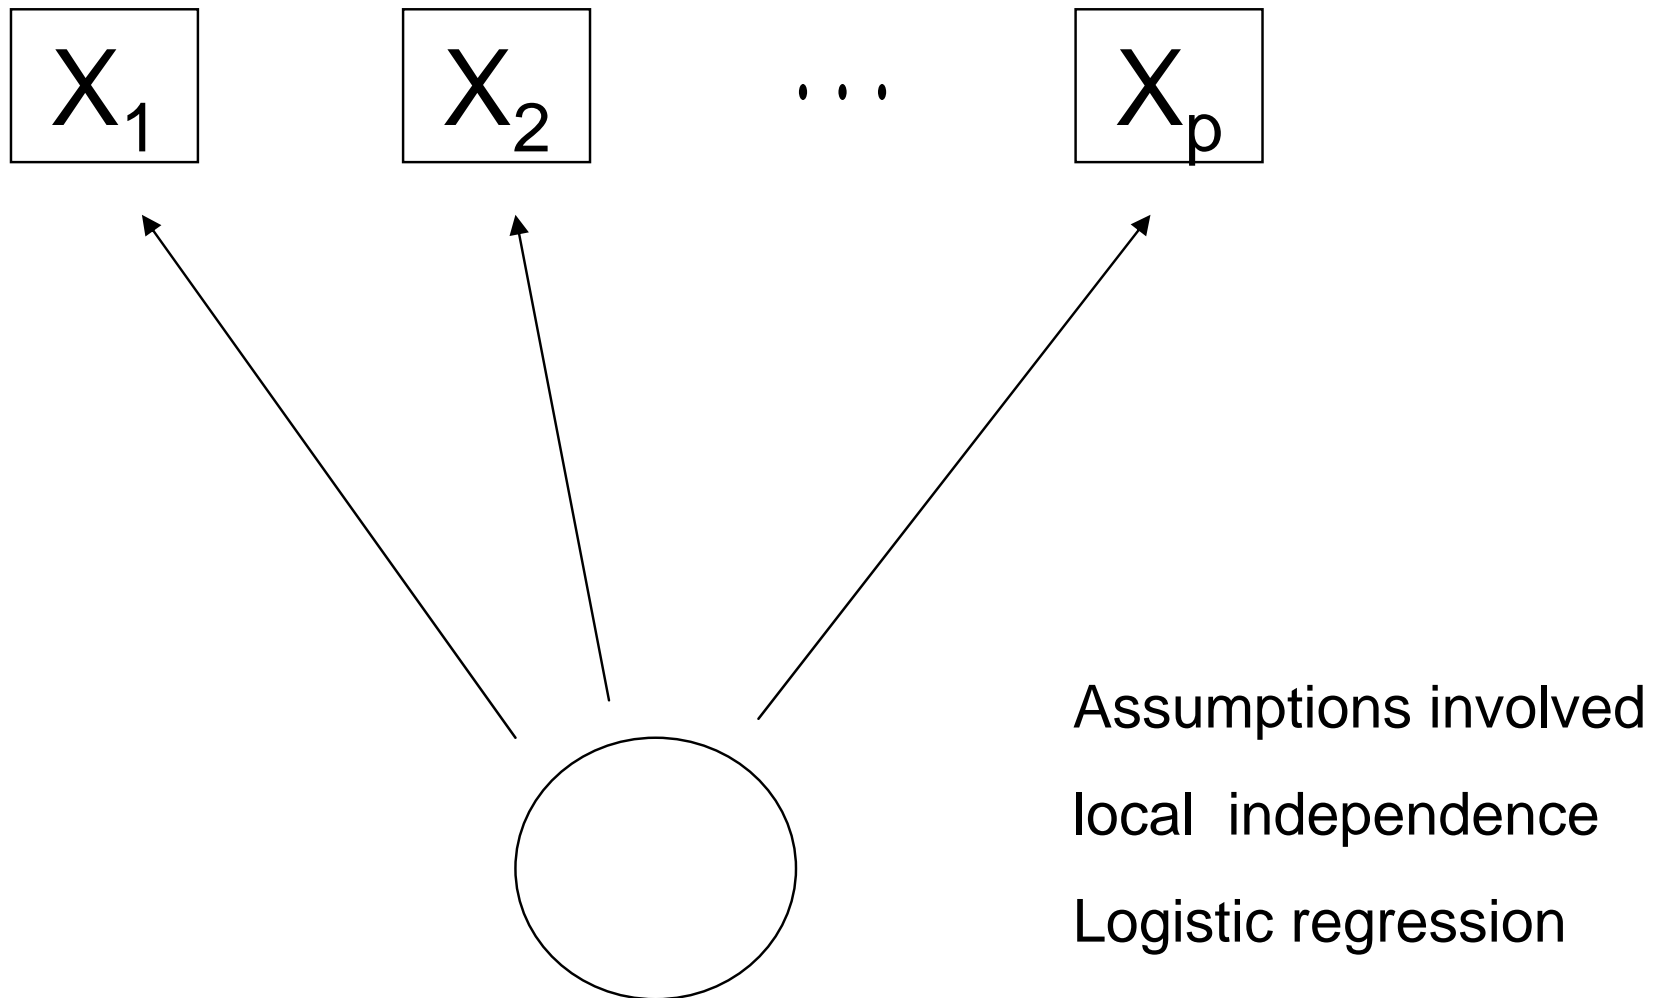 X₁ X₂ ... Xₚ
Assumptions involved
local independence
Logistic regression